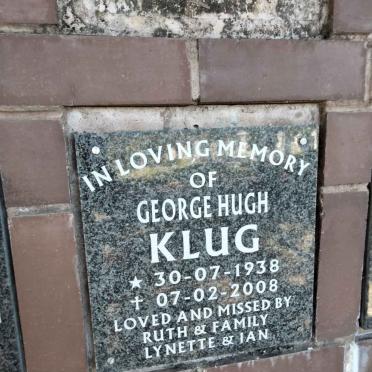 IN LOVING MEMORY
OF
GEORGE HUGH
KLUG
★ 30-07-1938
✝ 07-02-2008
LOVED AND MISSED BY
RUTH & FAMILY
LYNETTE & IAN